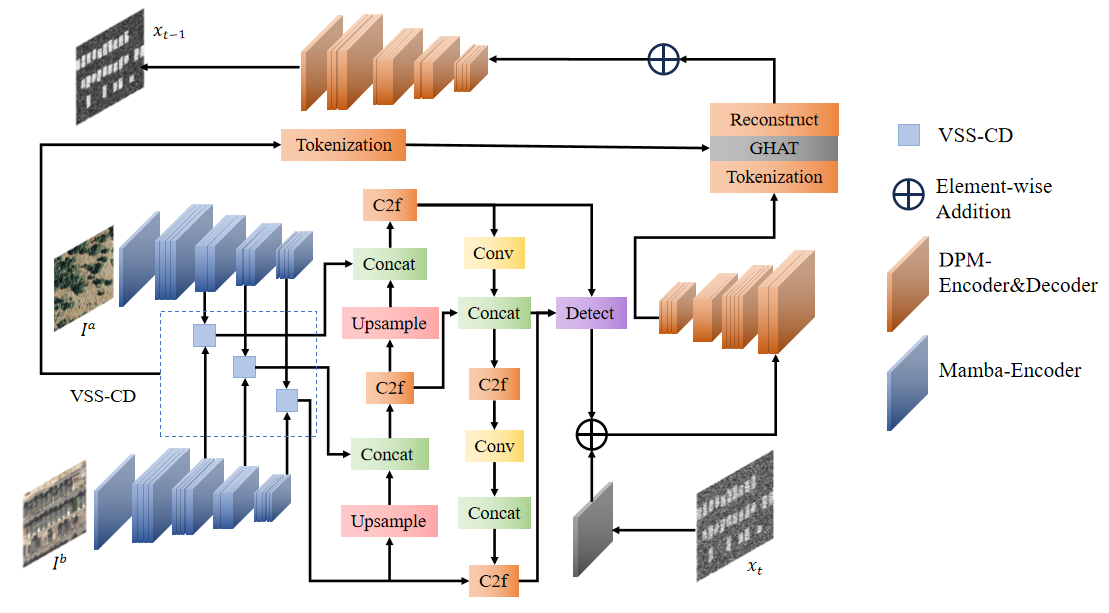 x_{t-1}
Reconstruct
GHAT
Tokenization
Tokenization
VSS-CD
Element-wise
Addition
DPM-
Encoder&Decoder
Mamba-Encoder
C2f
Conv
Concat
Upsample
Concat
Detect
I^a
C2f
C2f
VSS-CD
Conv
Concat
Upsample
Concat
C2f
I^b
x_t